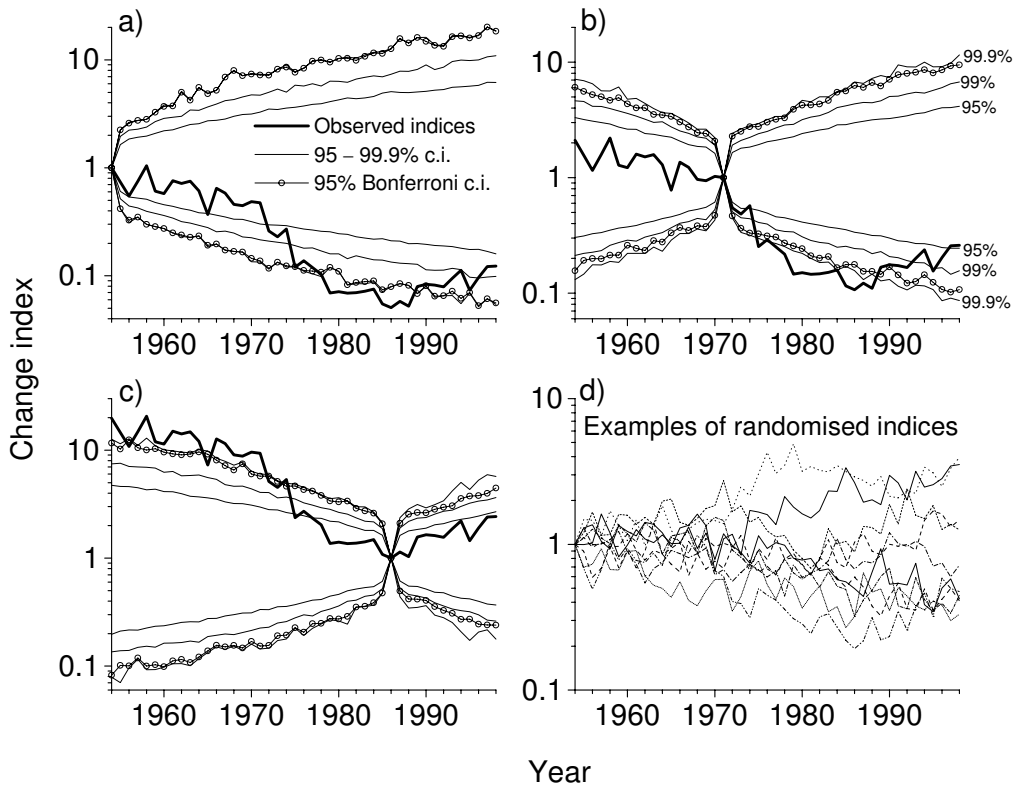 a)
10
1
0.1
1960 1970 1980 1990
Observed indices
95 – 99.9% c.i.
95% Bonferroni c.i.
b)
10
1
0.1
1960 1970 1980 1990
99.9%
99%
95%
95%
99%
99.9%
c)
10
1
0.1
1960 1970 1980 1990
d)
Examples of randomised indices
10
1
0.1
1960 1970 1980 1990
Change index
Year